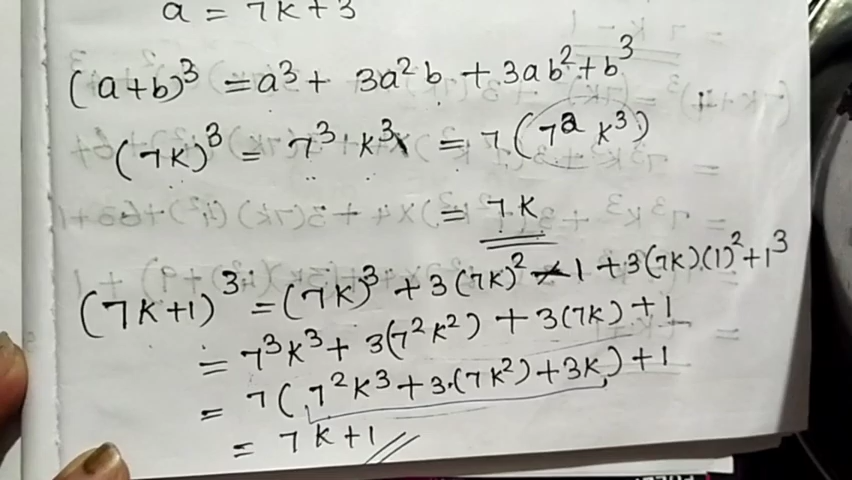 a = 7k+3
(a+b)³ = a³ + 3a²b + 3ab² + b³
(7k)³ = 7³ · k³ = 7(7² k³)
= 7k
(7k+1)³ = (7k)³ + 3(7k)² × 1 + 3(7k)(1)² + 1³
= 7³k³ + 3(7²k²) + 3(7k) + 1
= 7(7²k³ + 3·(7k²) + 3k) + 1
= 7k+1